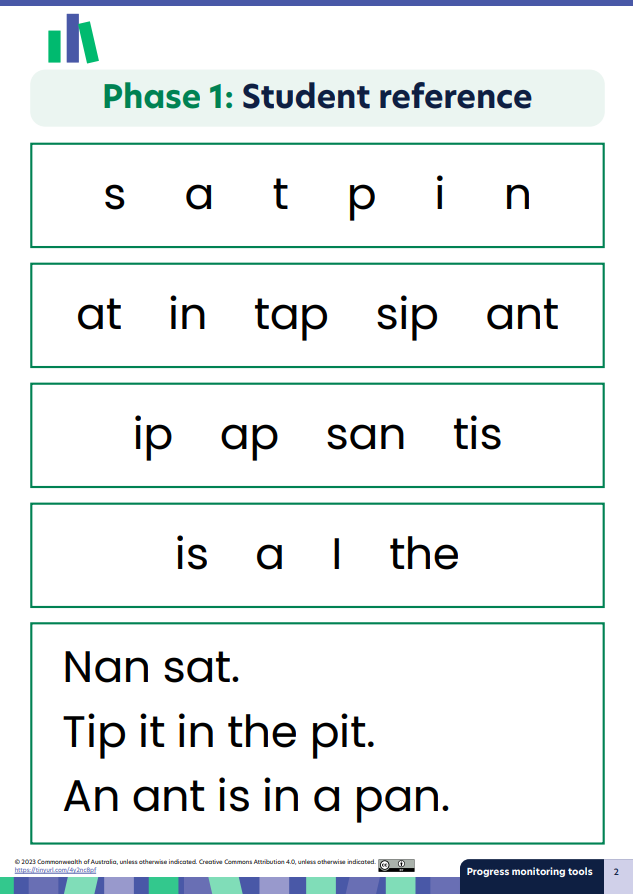 Phase 1: Student reference
s a t p i n
at in tap sip ant
ip ap san tis
is a I the
Nan sat.
Tip it in the pit.
An ant is in a pan.
© 2023 Commonwealth of Australia, unless otherwise indicated. Creative Commons Attribution 4.0, unless otherwise indicated.
https://tinyurl.com/4y2nc8pf
Progress monitoring tools 2